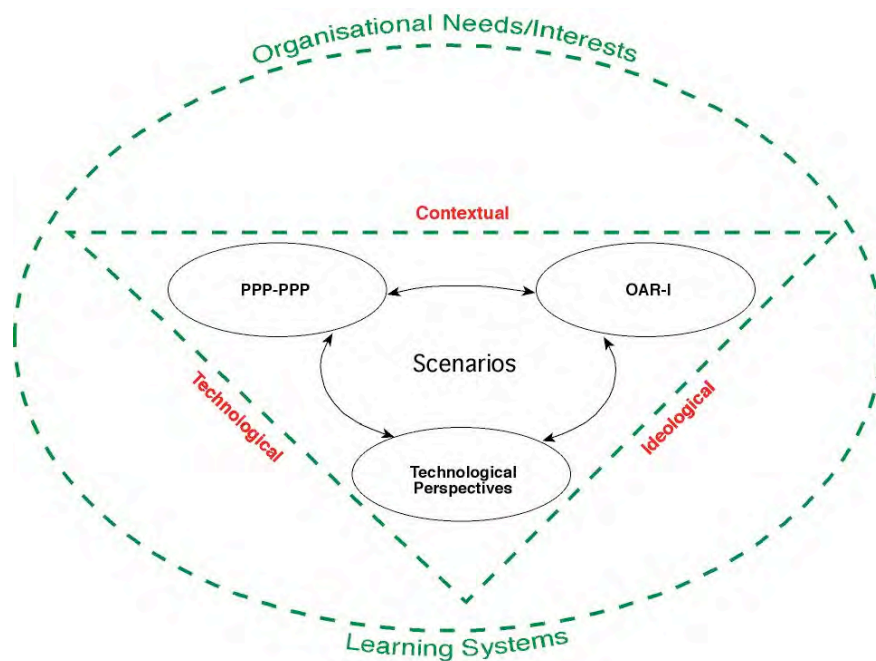 Organisational Needs/Interests
Contextual
PPP-PPP
OAR-I
Scenarios
Technological
Ideological
Technological
Perspectives
Learning Systems